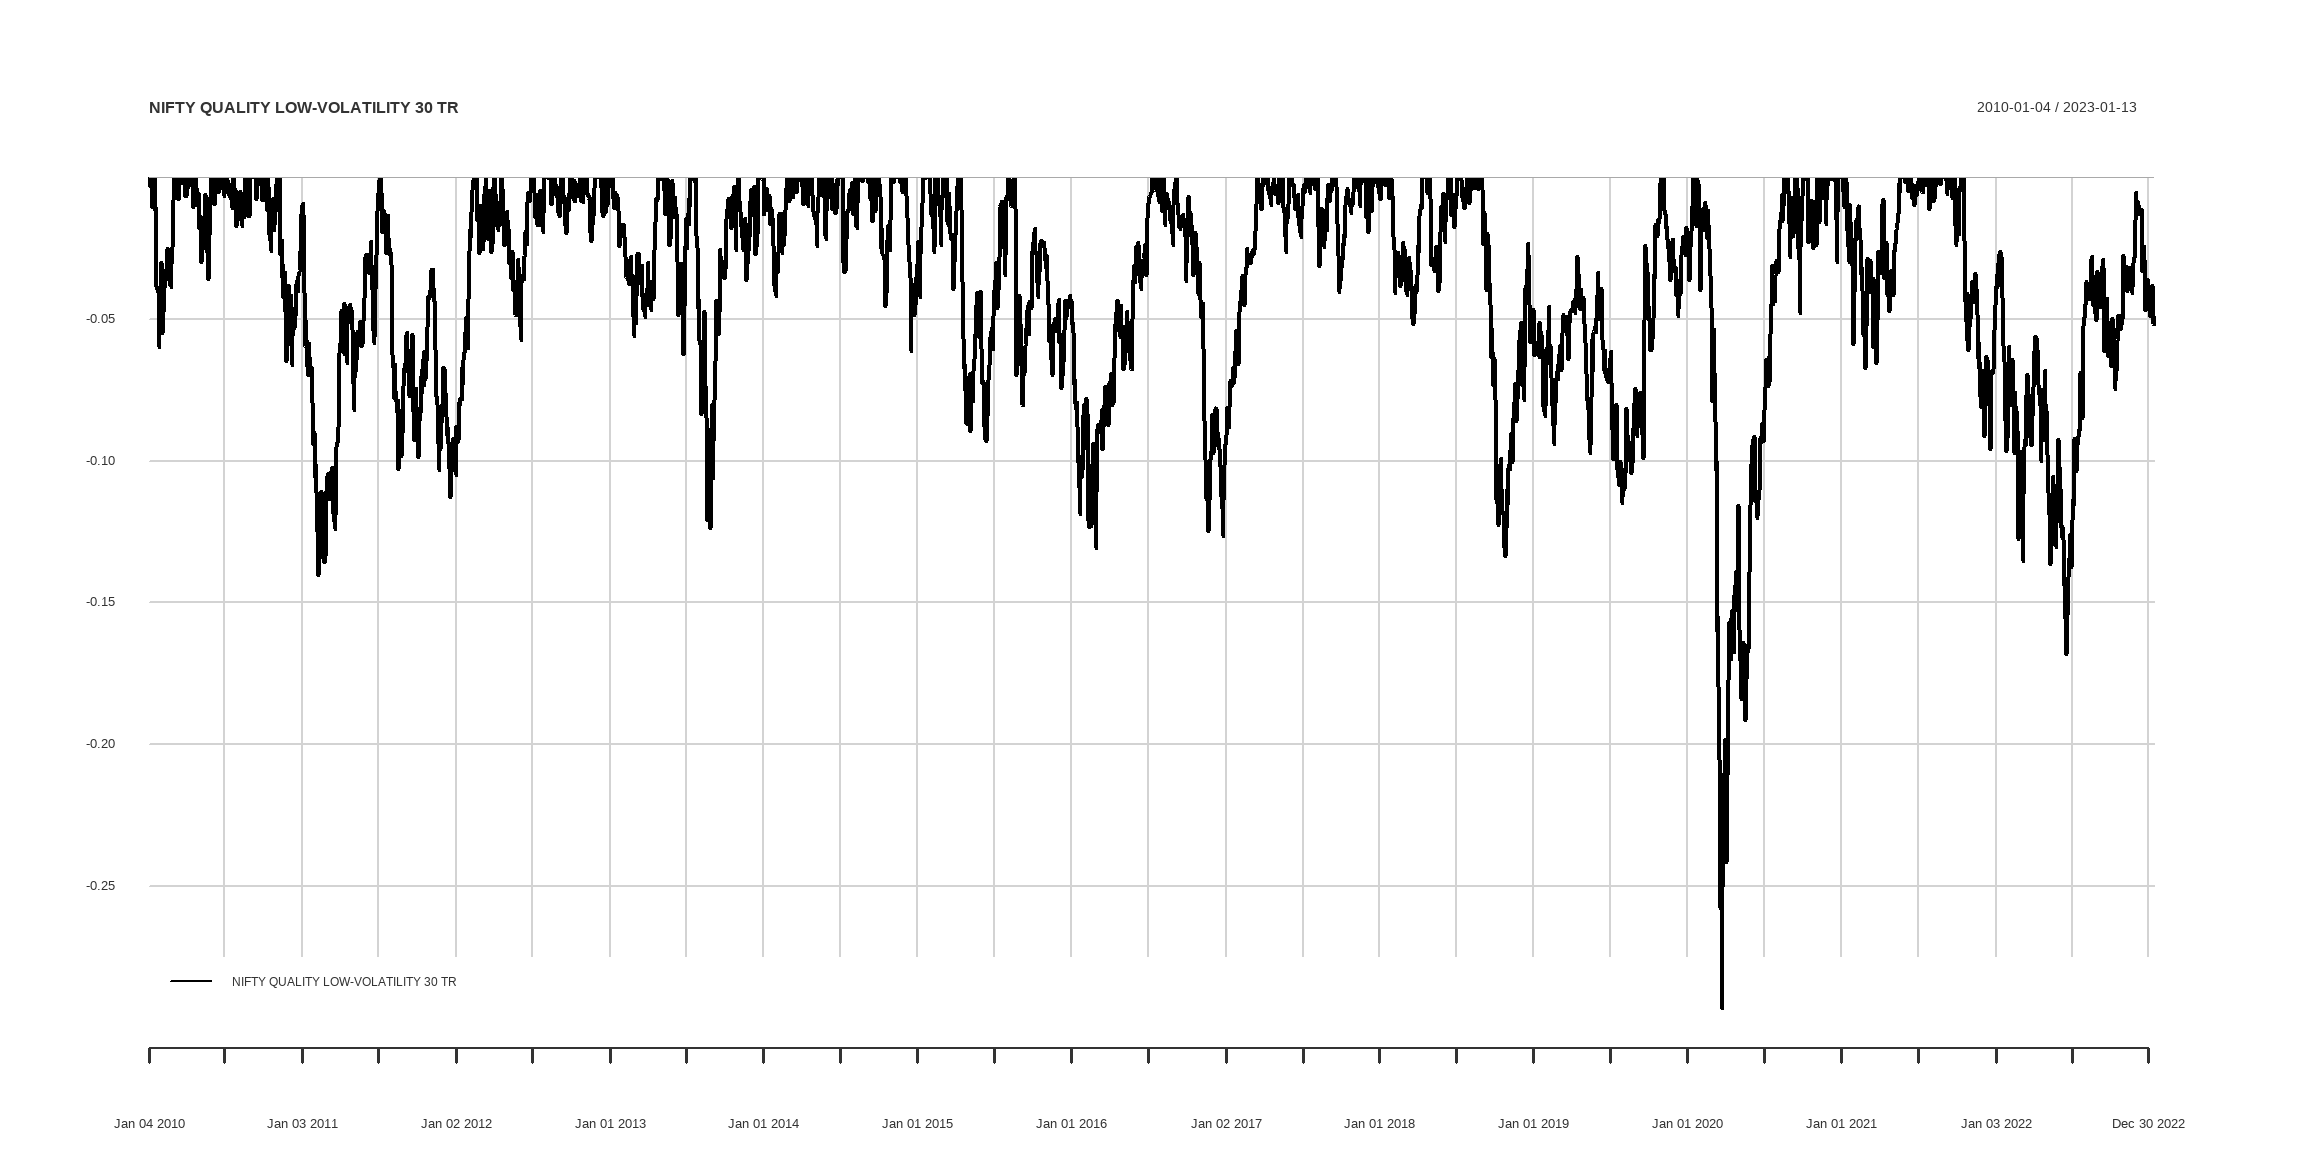 NIFTY QUALITY LOW-VOLATILITY 30 TR 2010-01-04 / 2023-01-13
-0.05
-0.10
-0.15
-0.20
-0.25
NIFTY QUALITY LOW-VOLATILITY 30 TR
Jan 04 2010 Jan 03 2011 Jan 02 2012 Jan 01 2013 Jan 01 2014 Jan 01 2015 Jan 01 2016 Jan 02 2017 Jan 01 2018 Jan 01 2019 Jan 01 2020 Jan 01 2021 Jan 03 2022 Dec 30 2022